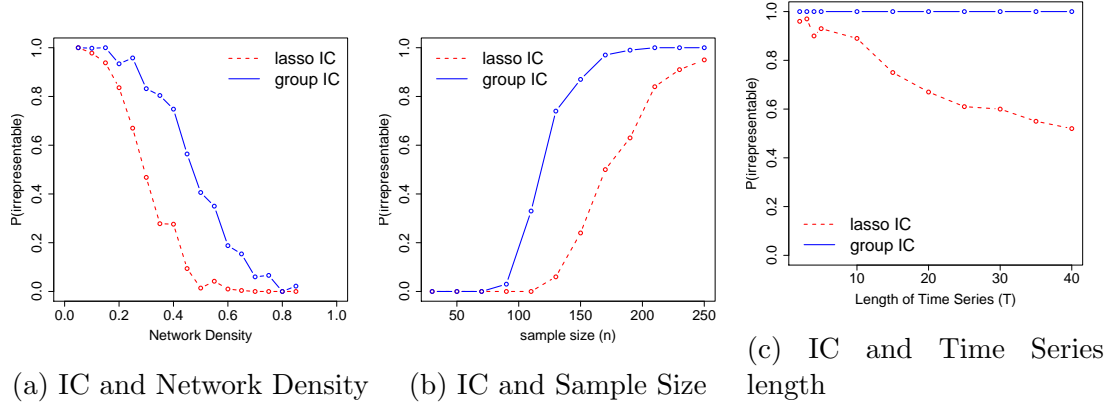 P(irrepresentable)
1.0
0.8
0.6
0.4
0.2
0.0
lasso IC
group IC
0.0 0.2 0.4 0.6 0.8 1.0
Network Density
(a) IC and Network Density
P(irrepresentable)
1.0
0.8
0.6
0.4
0.2
0.0
lasso IC
group IC
50 100 150 200 250
sample size (n)
(b) IC and Sample Size
P(irrepresentable)
1.0
0.8
0.6
0.4
0.2
0.0
lasso IC
group IC
10 20 30 40
Length of Time Series (T)
(c) IC and Time Series
length